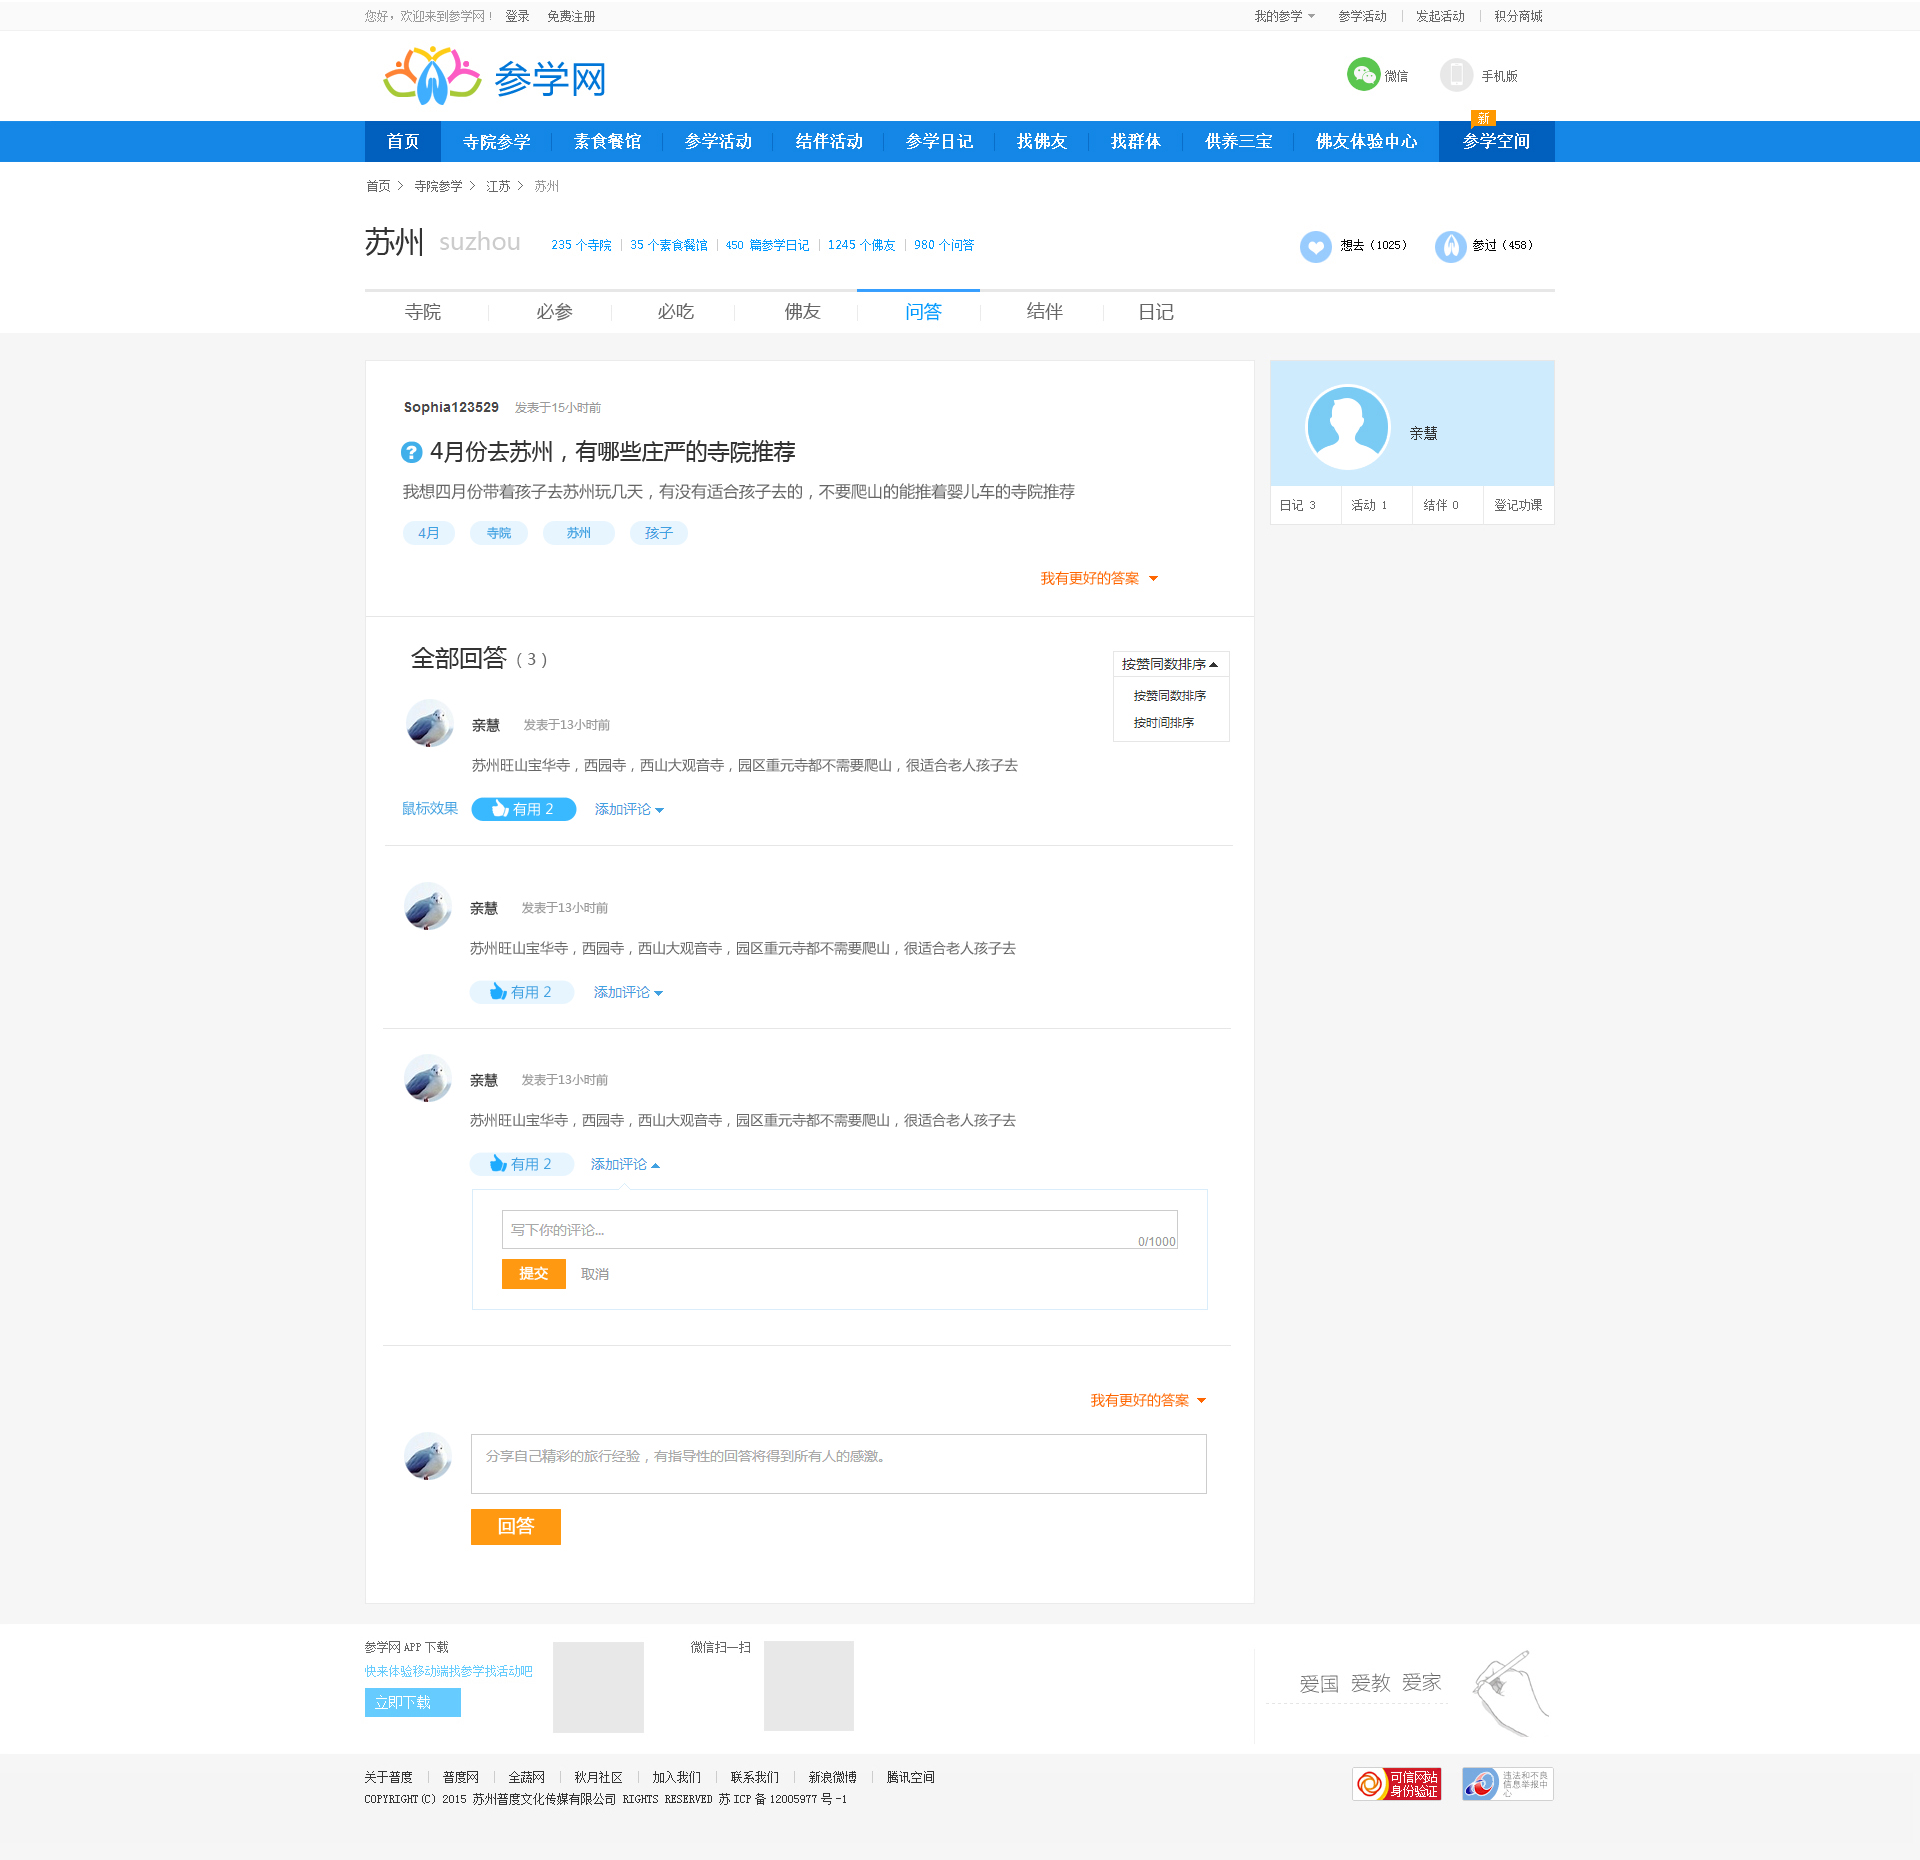 您好，欢迎来到参学网！ 登录 免费注册
我的参学 参学活动 发起活动 积分商城
参学网
微信 手机版
新
首页 寺院参学 素食餐馆 参学活动 结伴活动 参学日记 找佛友 找群体 供养三宝 佛友体验中心 参学空间
首页 > 寺院参学 > 江苏 > 苏州
苏州 suzhou 235 个寺院 35 个素食餐馆 450 篇参学日记 1245 个佛友 980 个问答
想去（1025） 参过（458）
寺院 必参 必吃 佛友 问答 结伴 日记
Sophia123529 发表于15小时前
? 4月份去苏州，有哪些庄严的寺院推荐
我想四月份带着孩子去苏州玩几天，有没有适合孩子去的，不要爬山的能推着婴儿车的寺院推荐
4月 寺院 苏州 孩子
我有更好的答案
亲慧
日记 3 活动 1 结伴 0 登记功课
全部回答（3）
按赞同数排序
按赞同数排序
按时间排序
亲慧 发表于13小时前
苏州旺山宝华寺，西园寺，西山大观音寺，园区重元寺都不需要爬山，很适合老人孩子去
鼠标效果 有用 2 添加评论
亲慧 发表于13小时前
苏州旺山宝华寺，西园寺，西山大观音寺，园区重元寺都不需要爬山，很适合老人孩子去
有用 2 添加评论
亲慧 发表于13小时前
苏州旺山宝华寺，西园寺，西山大观音寺，园区重元寺都不需要爬山，很适合老人孩子去
有用 2 添加评论
写下你的评论...
0/1000
提交 取消
我有更好的答案
分享自己精彩的旅行经验，有指导性的回答将得到所有人的感激。
回答
参学网 APP 下载
快来体验移动端找参学找活动吧
立即下载
微信扫一扫
爱国 爱教 爱家
关于普度 普度网 全蔬网 秋月社区 加入我们 联系我们 新浪微博 腾讯空间
COPYRIGHT(C) 2015 苏州普度文化传媒有限公司 RIGHTS RESERVED 苏 ICP 备 12005977 号 -1
可信网站
身份验证
违法和不良
信息举报中
心